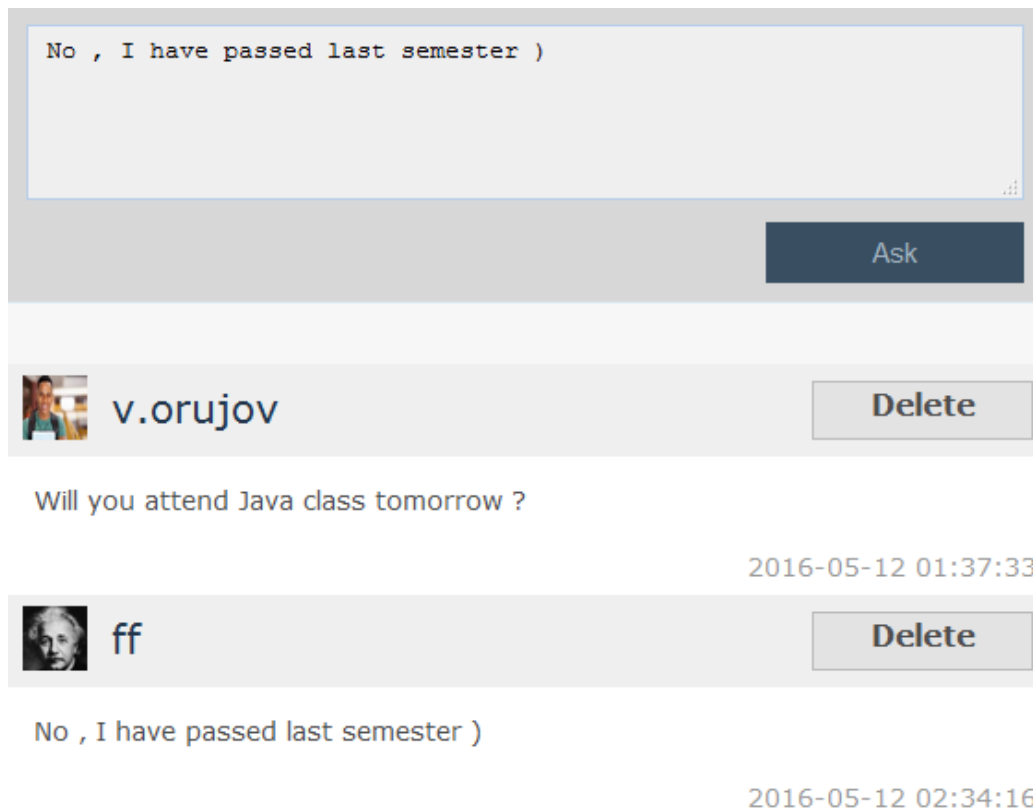 No , I have passed last semester )
Ask
v.orujov
Delete
Will you attend Java class tomorrow ?
2016-05-12 01:37:33
ff
Delete
No , I have passed last semester )
2016-05-12 02:34:16